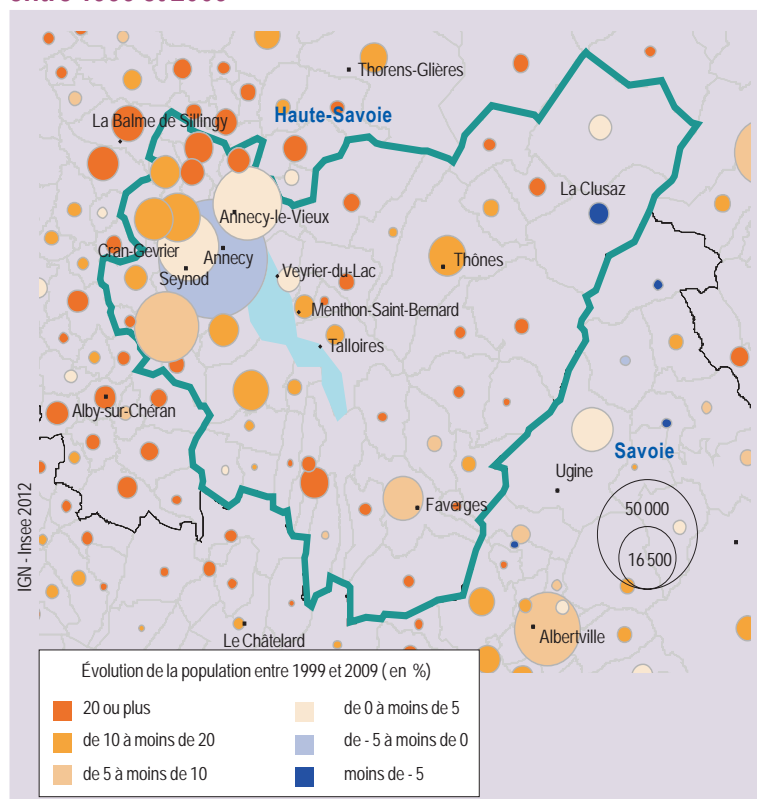 Thorens-Glières
Haute-Savoie
La Balme de Sillingy
La Clusaz
Annecy-le-Vieux
Cran-Gevrier
Annecy
Thônes
Seynod
Veyrier-du-Lac
Menthon-Saint-Bernard
Talloires
Alby-sur-Chéran
Savoie
Ugine
Faverges
50 000
16 500
IGN - Insee 2012
Albertville
Le Châtelard
Évolution de la population entre 1999 et 2009 ( en %)
20 ou plus
de 10 à moins de 20
de 5 à moins de 10
de 0 à moins de 5
de - 5 à moins de 0
moins de - 5